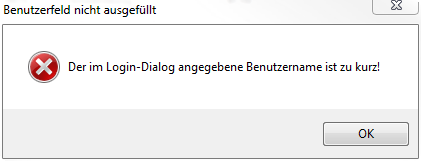 Benutzerfeld nicht ausgefüllt
Der im Login-Dialog angegebene Benutzername ist zu kurz!
OK